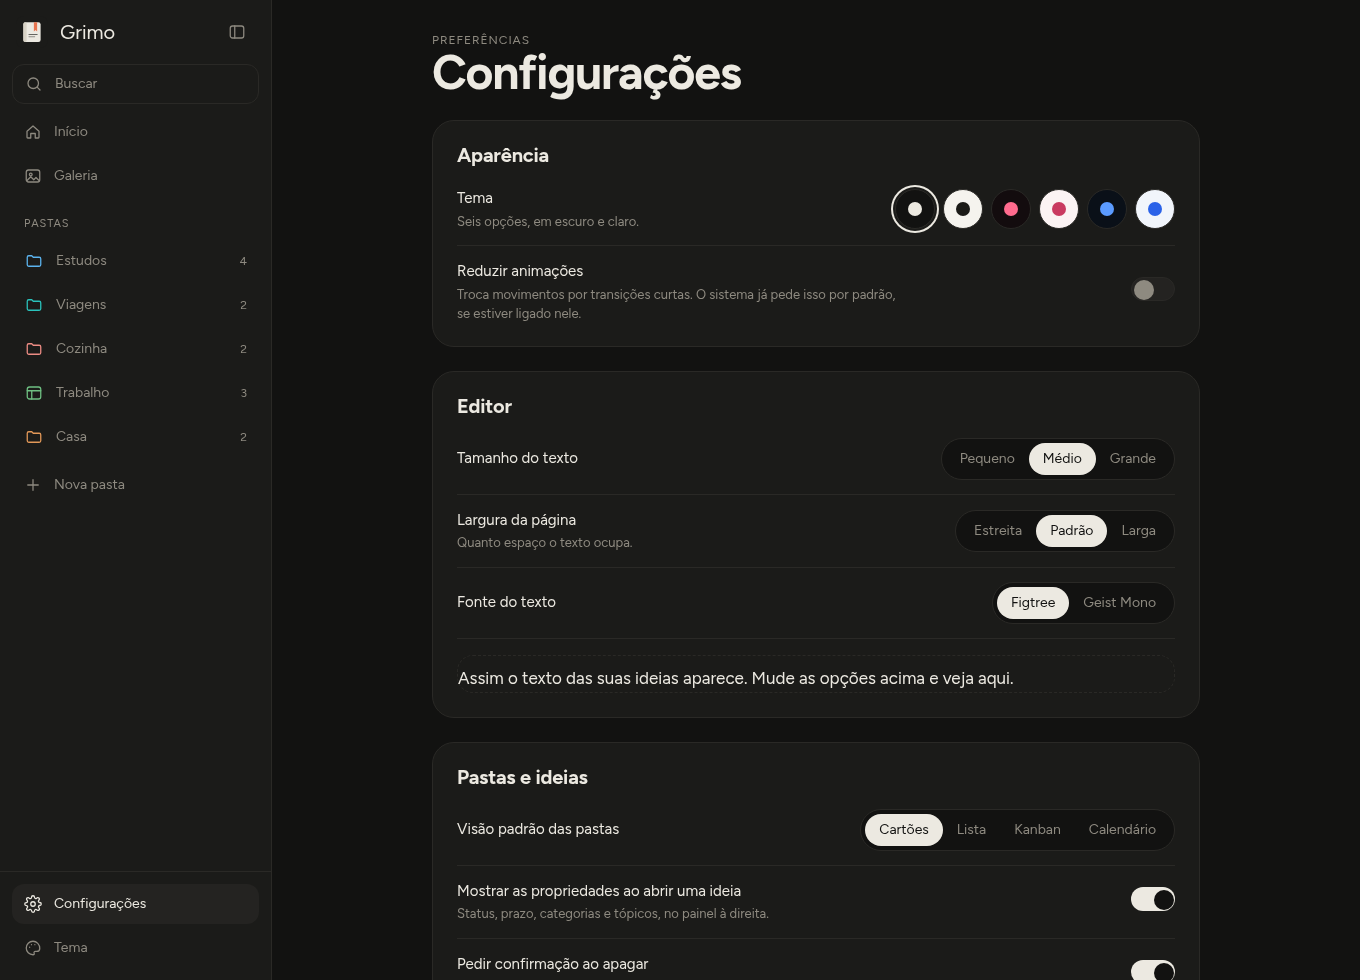 Grimo
Buscar
Início
Galeria
PASTAS
Estudos 4
Viagens 2
Cozinha 2
Trabalho 3
Casa 2
Nova pasta
Configurações
Tema
PREFERÊNCIAS
Configurações
Aparência
Tema
Seis opções, em escuro e claro.
Reduzir animações
Troca movimentos por transições curtas. O sistema já pede isso por padrão,
se estiver ligado nele.
Editor
Tamanho do texto
Pequeno Médio Grande
Largura da página
Quanto espaço o texto ocupa.
Estreita Padrão Larga
Fonte do texto
Figtree Geist Mono
Assim o texto das suas ideias aparece. Mude as opções acima e veja aqui.
Pastas e ideias
Visão padrão das pastas
Cartões Lista Kanban Calendário
Mostrar as propriedades ao abrir uma ideia
Status, prazo, categorias e tópicos, no painel à direita.
Pedir confirmação ao apagar